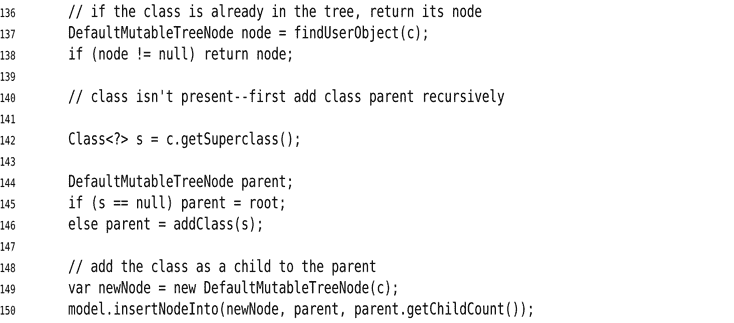 136 // if the class is already in the tree, return its node
137 DefaultMutableTreeNode node = findUserObject(c);
138 if (node != null) return node;
139
140 // class isn't present--first add class parent recursively
141
142 Class<?> s = c.getSuperclass();
143
144 DefaultMutableTreeNode parent;
145 if (s == null) parent = root;
146 else parent = addClass(s);
147
148 // add the class as a child to the parent
149 var newNode = new DefaultMutableTreeNode(c);
150 model.insertNodeInto(newNode, parent, parent.getChildCount());